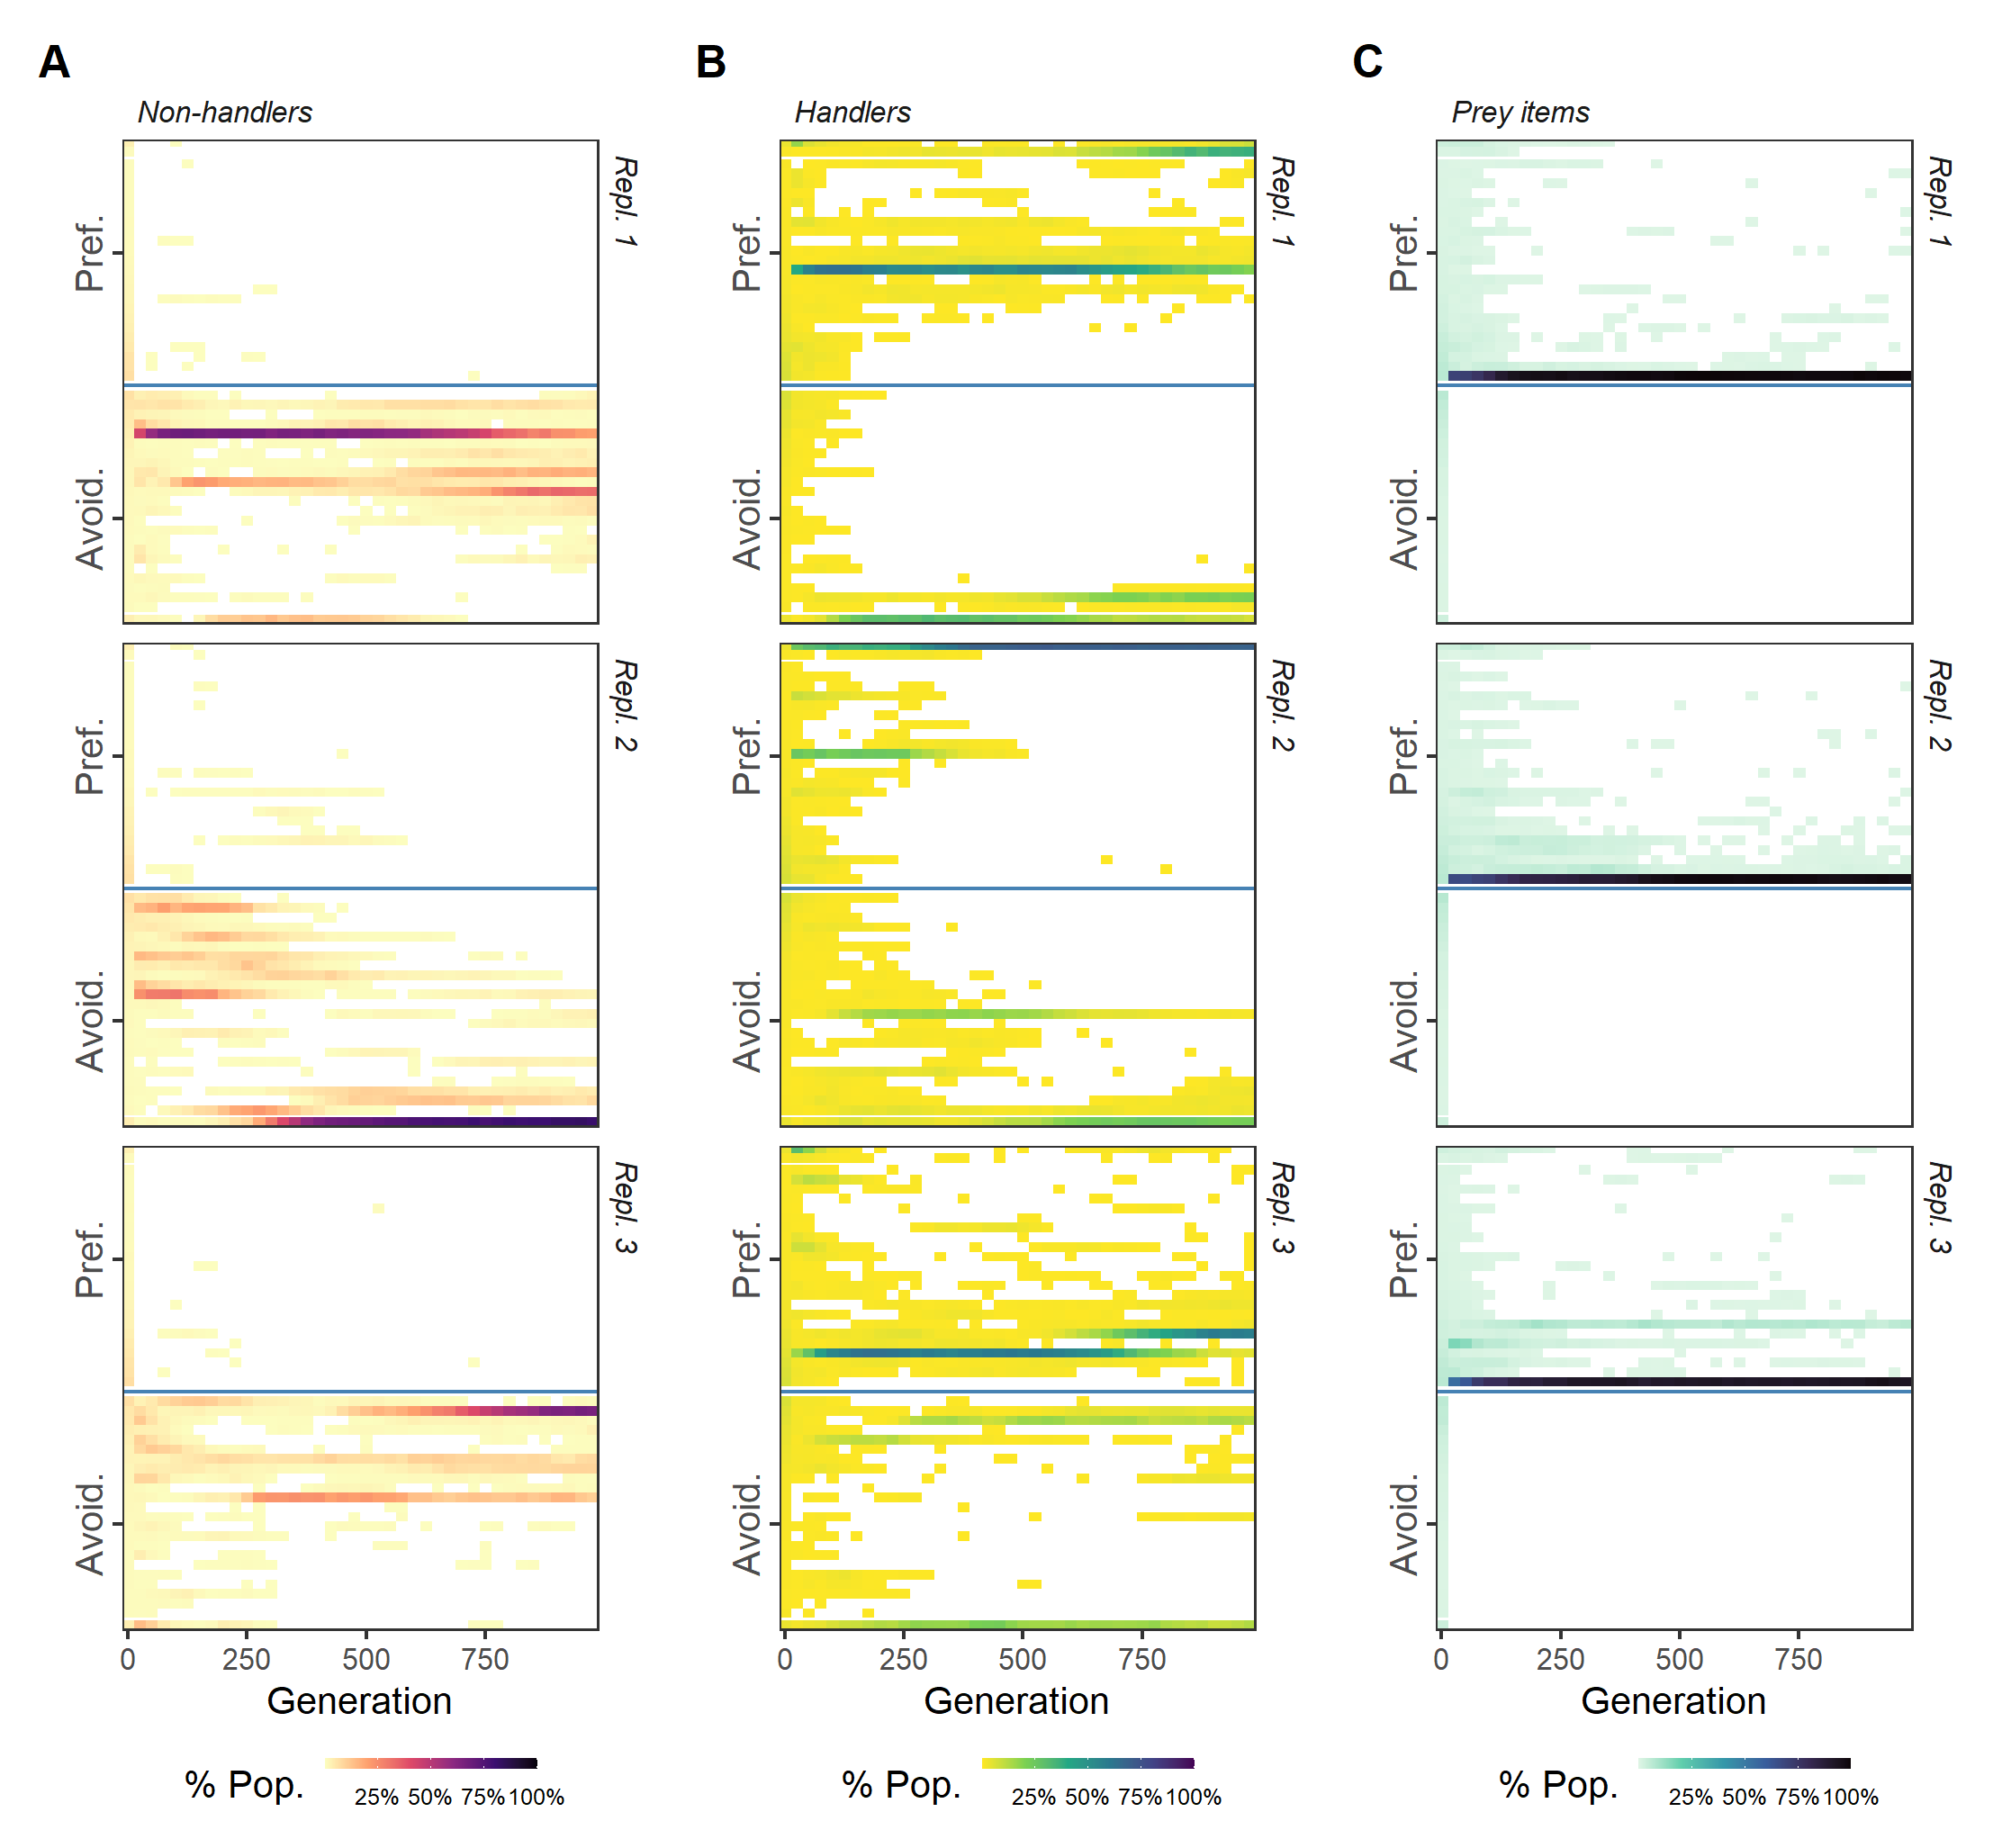 A B C
Non-handlers Handlers Prey items
Pref. Avoid. Repl. 1 Pref. Avoid. Repl. 1 Pref. Avoid. Repl. 1
Pref. Avoid. Repl. 2 Pref. Avoid. Repl. 2 Pref. Avoid. Repl. 2
Pref. Avoid. Repl. 3 Pref. Avoid. Repl. 3 Pref. Avoid. Repl. 3
0 250 500 750 0 250 500 750 0 250 500 750
Generation Generation Generation
% Pop. 25% 50% 75% 100% % Pop. 25% 50% 75% 100% % Pop. 25% 50% 75% 100%